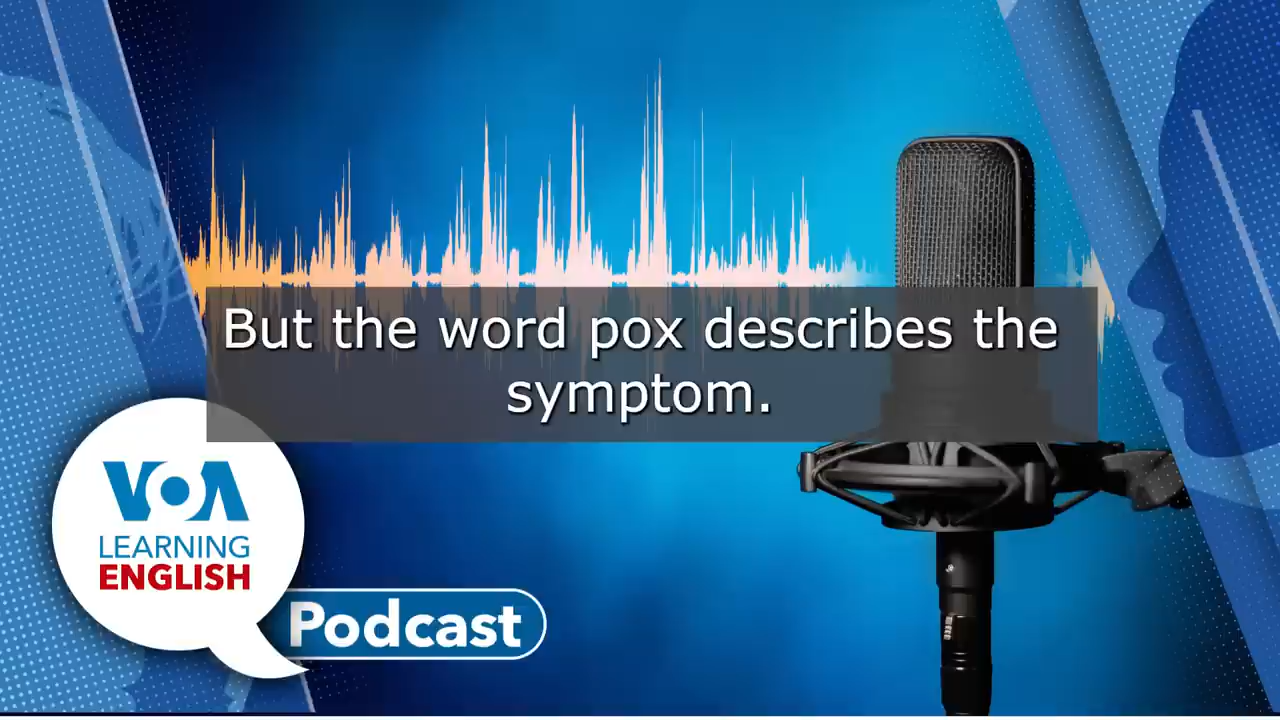 But the word pox describes the
symptom.
VOA
LEARNING
ENGLISH
Podcast